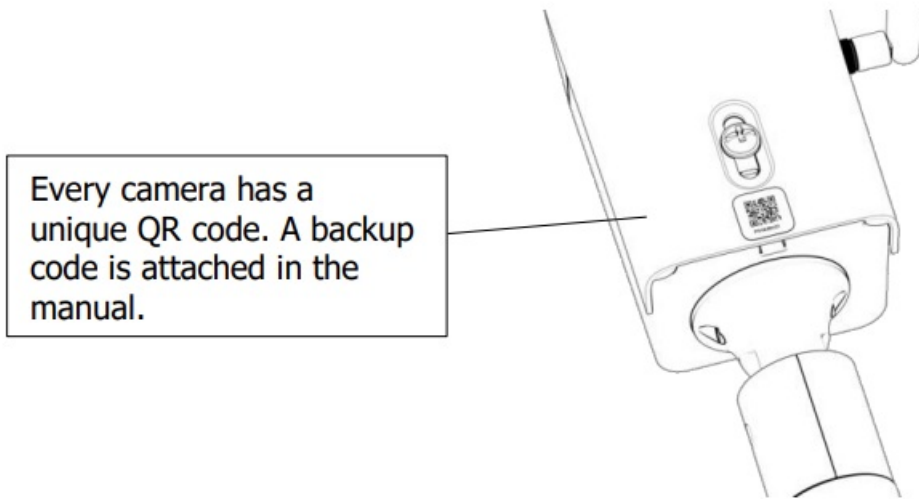 Every camera has a
unique QR code. A backup
code is attached in the
manual.